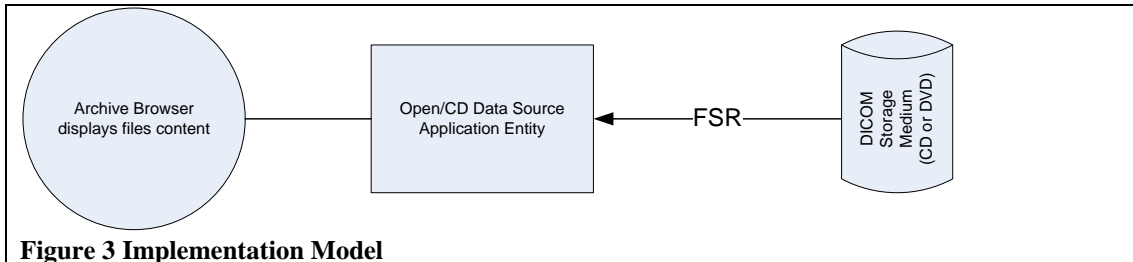 Archive Browser
displays files content
Open/CD Data Source
Application Entity
FSR
DICOM
Storage
Medium
(CD or DVD)
Figure 3 Implementation Model